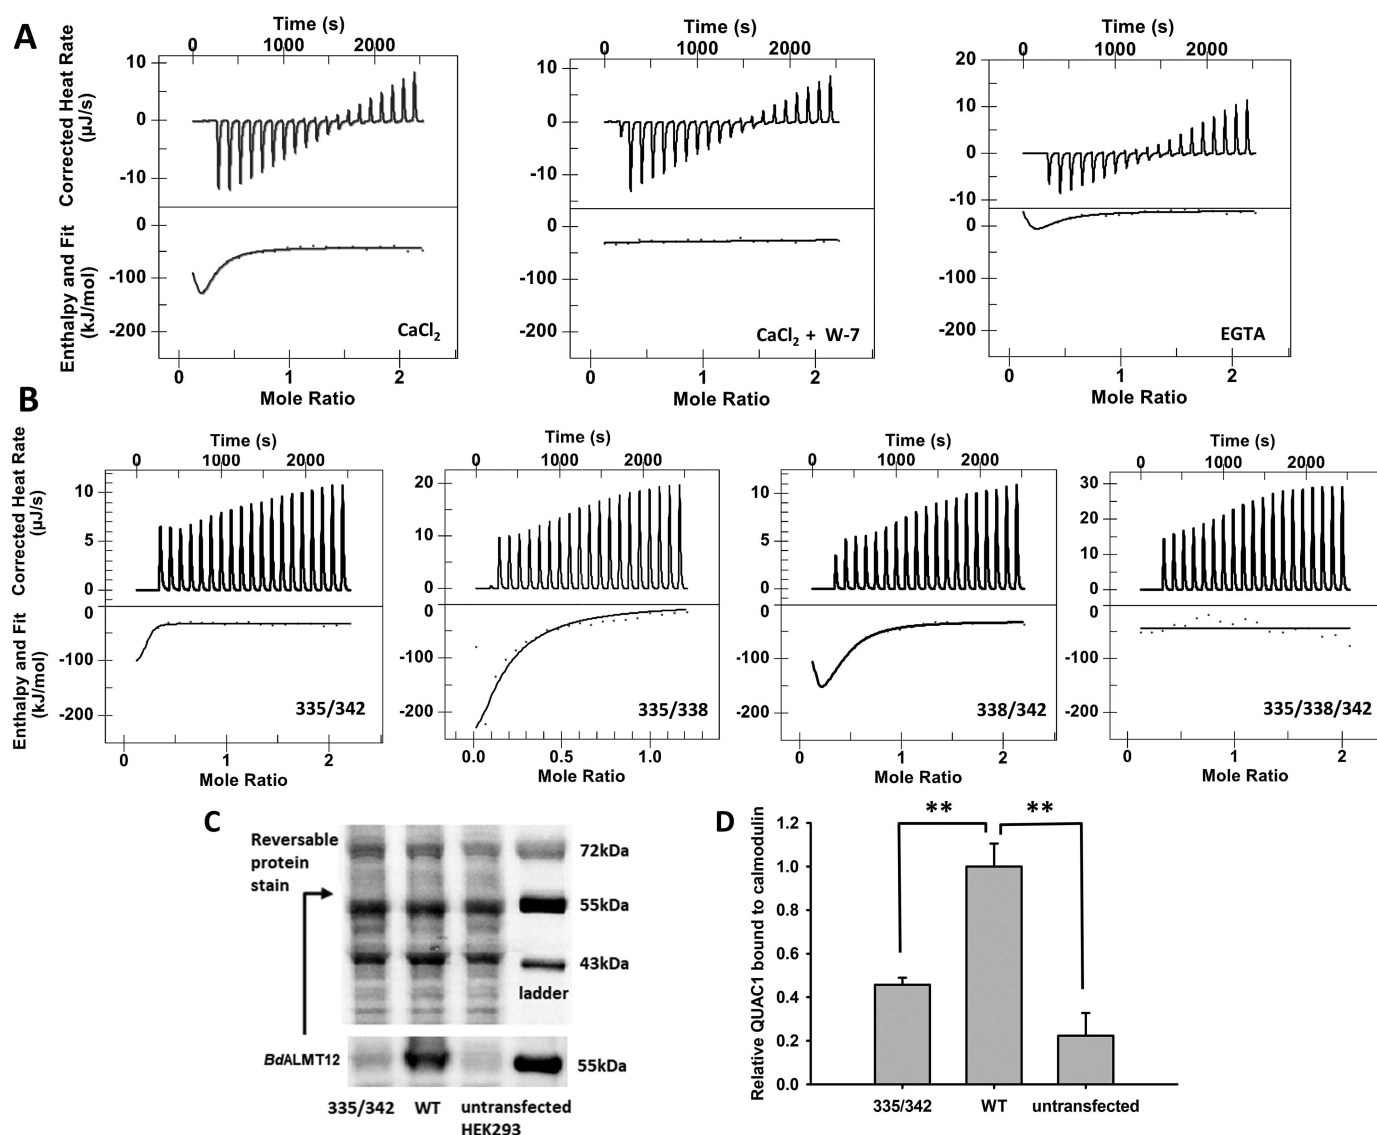 A
Time (s)
0 1000 2000
Corrected Heat Rate
(µJ/s)
10
0
-10
Enthalpy and Fit
(kJ/mol)
0
-100
-200
CaCl2
0 1 2
Mole Ratio
Time (s)
0 1000 2000
10
0
-10
0
-100
-200
CaCl2 + W-7
0 1 2
Mole Ratio
Time (s)
0 1000 2000
20
10
0
-10
0
-100
-200
EGTA
0 1 2
Mole Ratio
B
Time (s)
0 1000 2000
Corrected Heat Rate
(µJ/s)
10
5
0
Enthalpy and Fit
(kJ/mol)
0
-100
-200
335/342
0 1 2
Mole Ratio
Time (s)
0 1000 2000
20
10
0
0
-100
-200
335/338
0.0 0.5 1.0
Mole Ratio
Time (s)
0 1000 2000
10
5
0
0
-100
-200
338/342
0 1 2
Mole Ratio
Time (s)
0 1000 2000
30
20
10
0
0
-100
-200
335/338/342
0 1 2
Mole Ratio
C
Reversable
protein
stain
72kDa
55kDa
43kDa
ladder
BdALMT12
55kDa
335/342 WT untransfected
HEK293
D
Relative QUAC1 bound to calmodulin
1.2
1.0
0.8
0.6
0.4
0.2
0.0
** **
335/342 WT untransfected